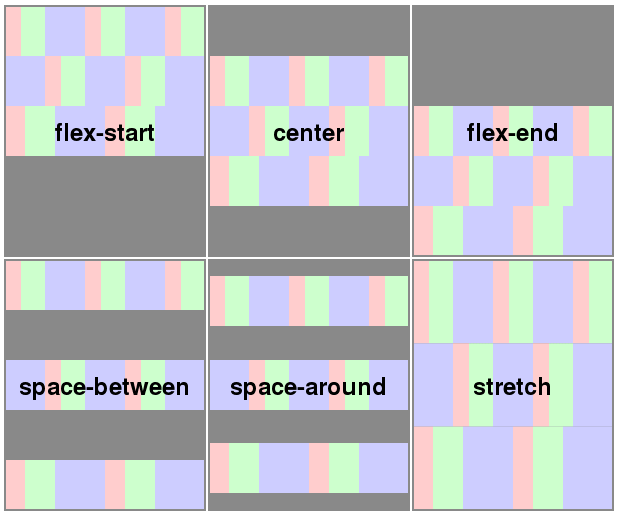 flex-start
center
flex-end
space-between
space-around
stretch